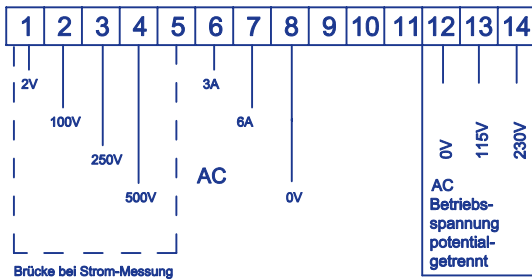 1 2 3 4 5 6 7 8 9 10 11 12 13 14
2V
3A
100V
6A
250V
500V
0V
AC
0V
115V
230V
AC
Betriebs-
spannung
potential-
getrennt
Brücke bei Strom-Messung